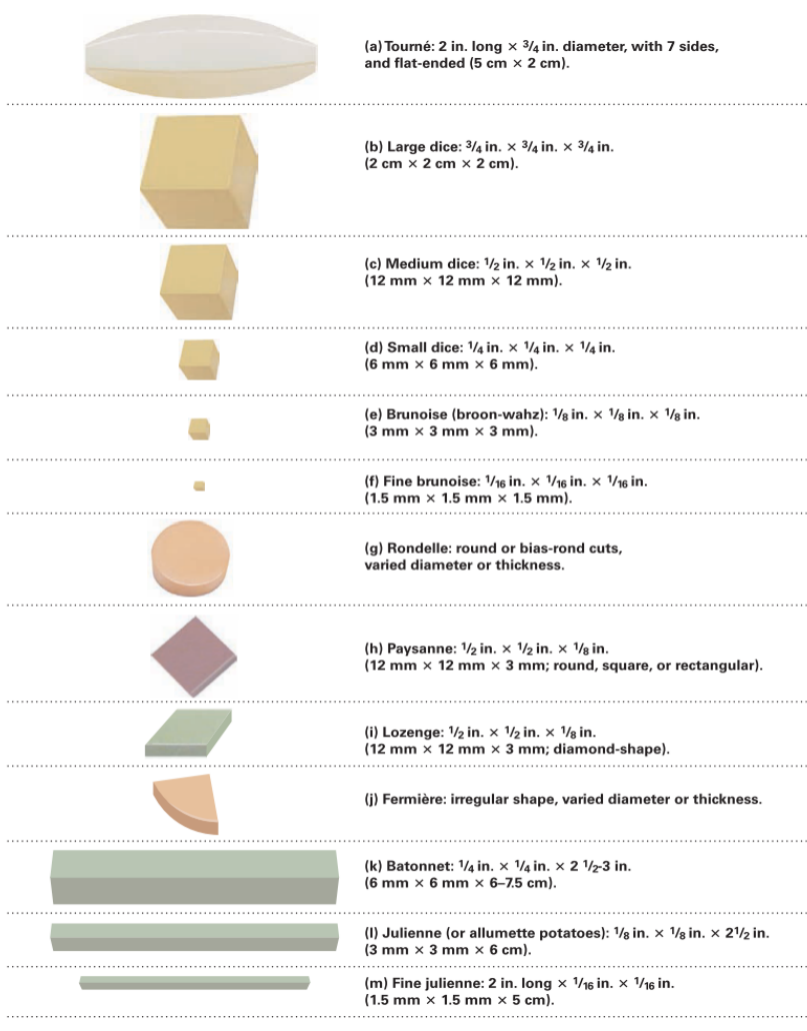 (a) Tourné: 2 in. long × 3/4 in. diameter, with 7 sides,
and flat-ended (5 cm × 2 cm).
(b) Large dice: 3/4 in. × 3/4 in. × 3/4 in.
(2 cm × 2 cm × 2 cm).
(c) Medium dice: 1/2 in. × 1/2 in. × 1/2 in.
(12 mm × 12 mm × 12 mm).
(d) Small dice: 1/4 in. × 1/4 in. × 1/4 in.
(6 mm × 6 mm × 6 mm).
(e) Brunoise (broon-wahz): 1/8 in. × 1/8 in. × 1/8 in.
(3 mm × 3 mm × 3 mm).
(f) Fine brunoise: 1/16 in. × 1/16 in. × 1/16 in.
(1.5 mm × 1.5 mm × 1.5 mm).
(g) Rondelle: round or bias-rond cuts,
varied diameter or thickness.
(h) Paysanne: 1/2 in. × 1/2 in. × 1/8 in.
(12 mm × 12 mm × 3 mm; round, square, or rectangular).
(i) Lozenge: 1/2 in. × 1/2 in. × 1/8 in.
(12 mm × 12 mm × 3 mm; diamond-shape).
(j) Fermière: irregular shape, varied diameter or thickness.
(k) Batonnet: 1/4 in. × 1/4 in. × 2 1/2-3 in.
(6 mm × 6 mm × 6–7.5 cm).
(l) Julienne (or allumette potatoes): 1/8 in. × 1/8 in. × 2 1/2 in.
(3 mm × 3 mm × 6 cm).
(m) Fine julienne: 2 in. long × 1/16 in. × 1/16 in.
(1.5 mm × 1.5 mm × 5 cm).